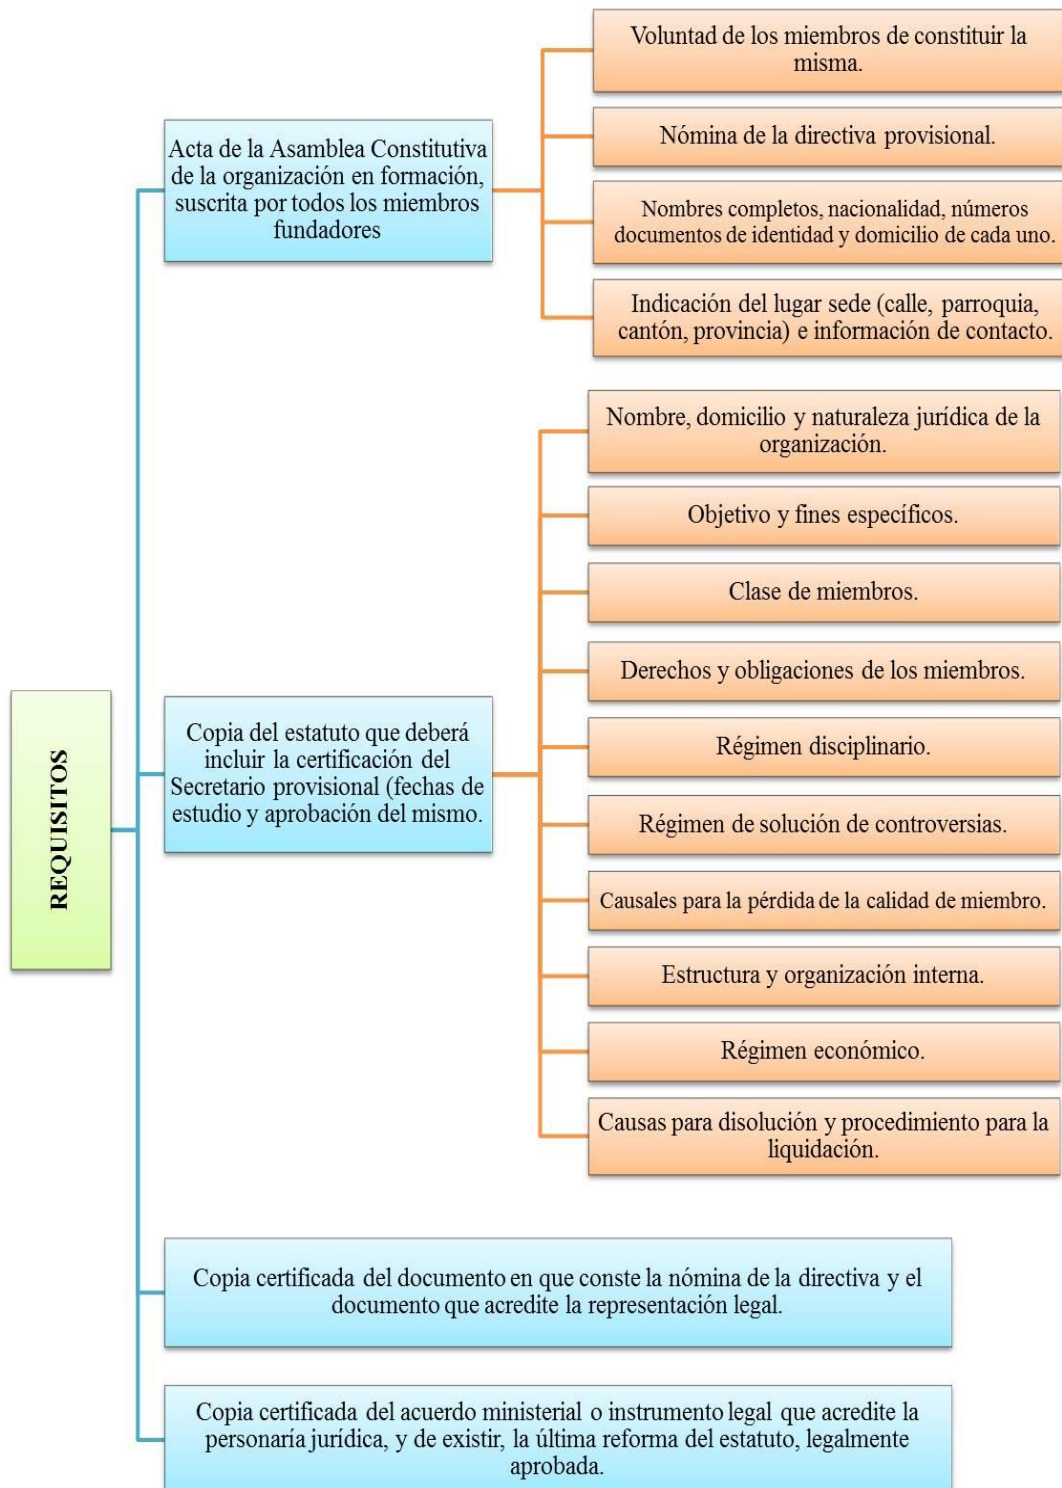 REQUISITOS
Acta de la Asamblea Constitutiva
de la organización en formación,
suscrita por todos los miembros
fundadores
Voluntad de los miembros de constituir la
misma.
Nómina de la directiva provisional.
Nombres completos, nacionalidad, números
documentos de identidad y domicilio de cada uno.
Indicación del lugar sede (calle, parroquia,
cantón, provincia) e información de contacto.
Copia del estatuto que deberá
incluir la certificación del
Secretario provisional (fechas de
estudio y aprobación del mismo.
Nombre, domicilio y naturaleza jurídica de la
organización.
Objetivo y fines específicos.
Clase de miembros.
Derechos y obligaciones de los miembros.
Régimen disciplinario.
Régimen de solución de controversias.
Causales para la pérdida de la calidad de miembro.
Estructura y organización interna.
Régimen económico.
Causas para disolución y procedimiento para la
liquidación.
Copia certificada del documento en que conste la nómina de la directiva y el
documento que acredite la representación legal.
Copia certificada del acuerdo ministerial o instrumento legal que acredite la
personaría jurídica, y de existir, la última reforma del estatuto, legalmente
aprobada.